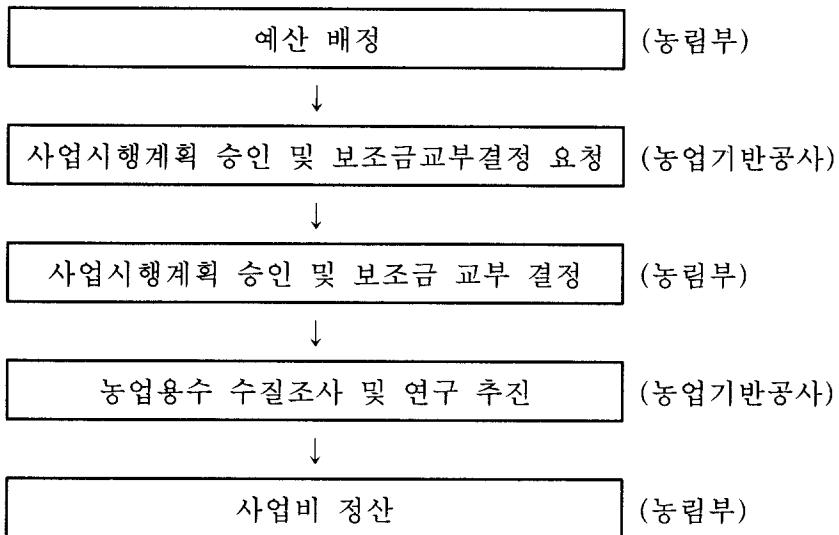 예산 배정 (농림부)
↓
사업시행계획 승인 및 보조금교부결정 요청 (농업기반공사)
↓
사업시행계획 승인 및 보조금 교부 결정 (농림부)
↓
농업용수 수질조사 및 연구 추진 (농업기반공사)
↓
사업비 정산 (농림부)